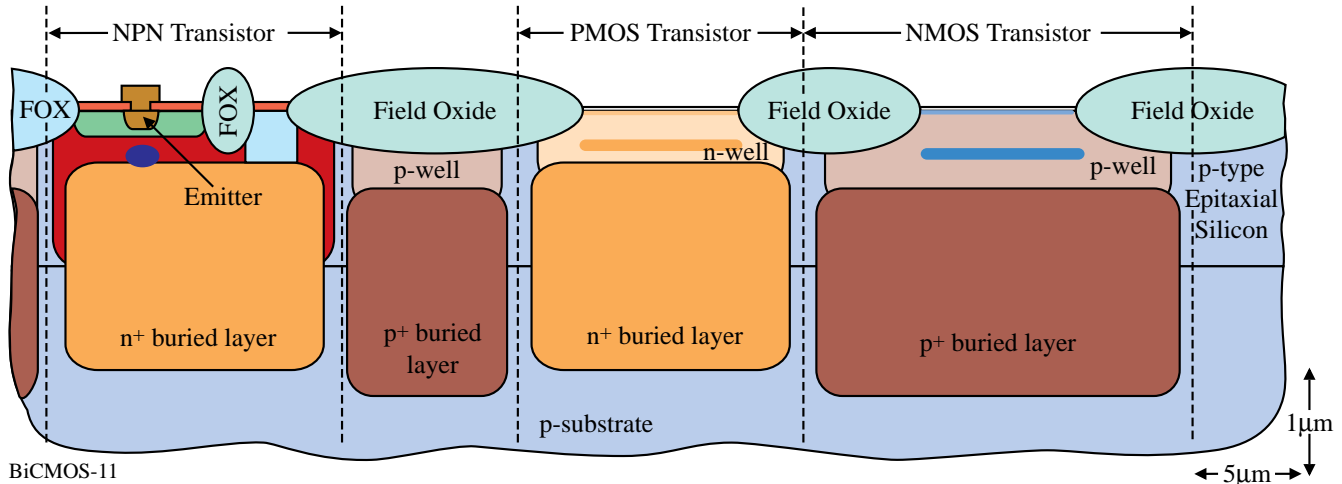 NPN Transistor
PMOS Transistor
NMOS Transistor
FOX
FOX
Field Oxide
Field Oxide
Field Oxide
Emitter
p-well
n-well
p-well
p-type
Epitaxial
Silicon
n+ buried layer
p+ buried
layer
n+ buried layer
p+ buried layer
p-substrate
1μm
5μm
BiCMOS-11